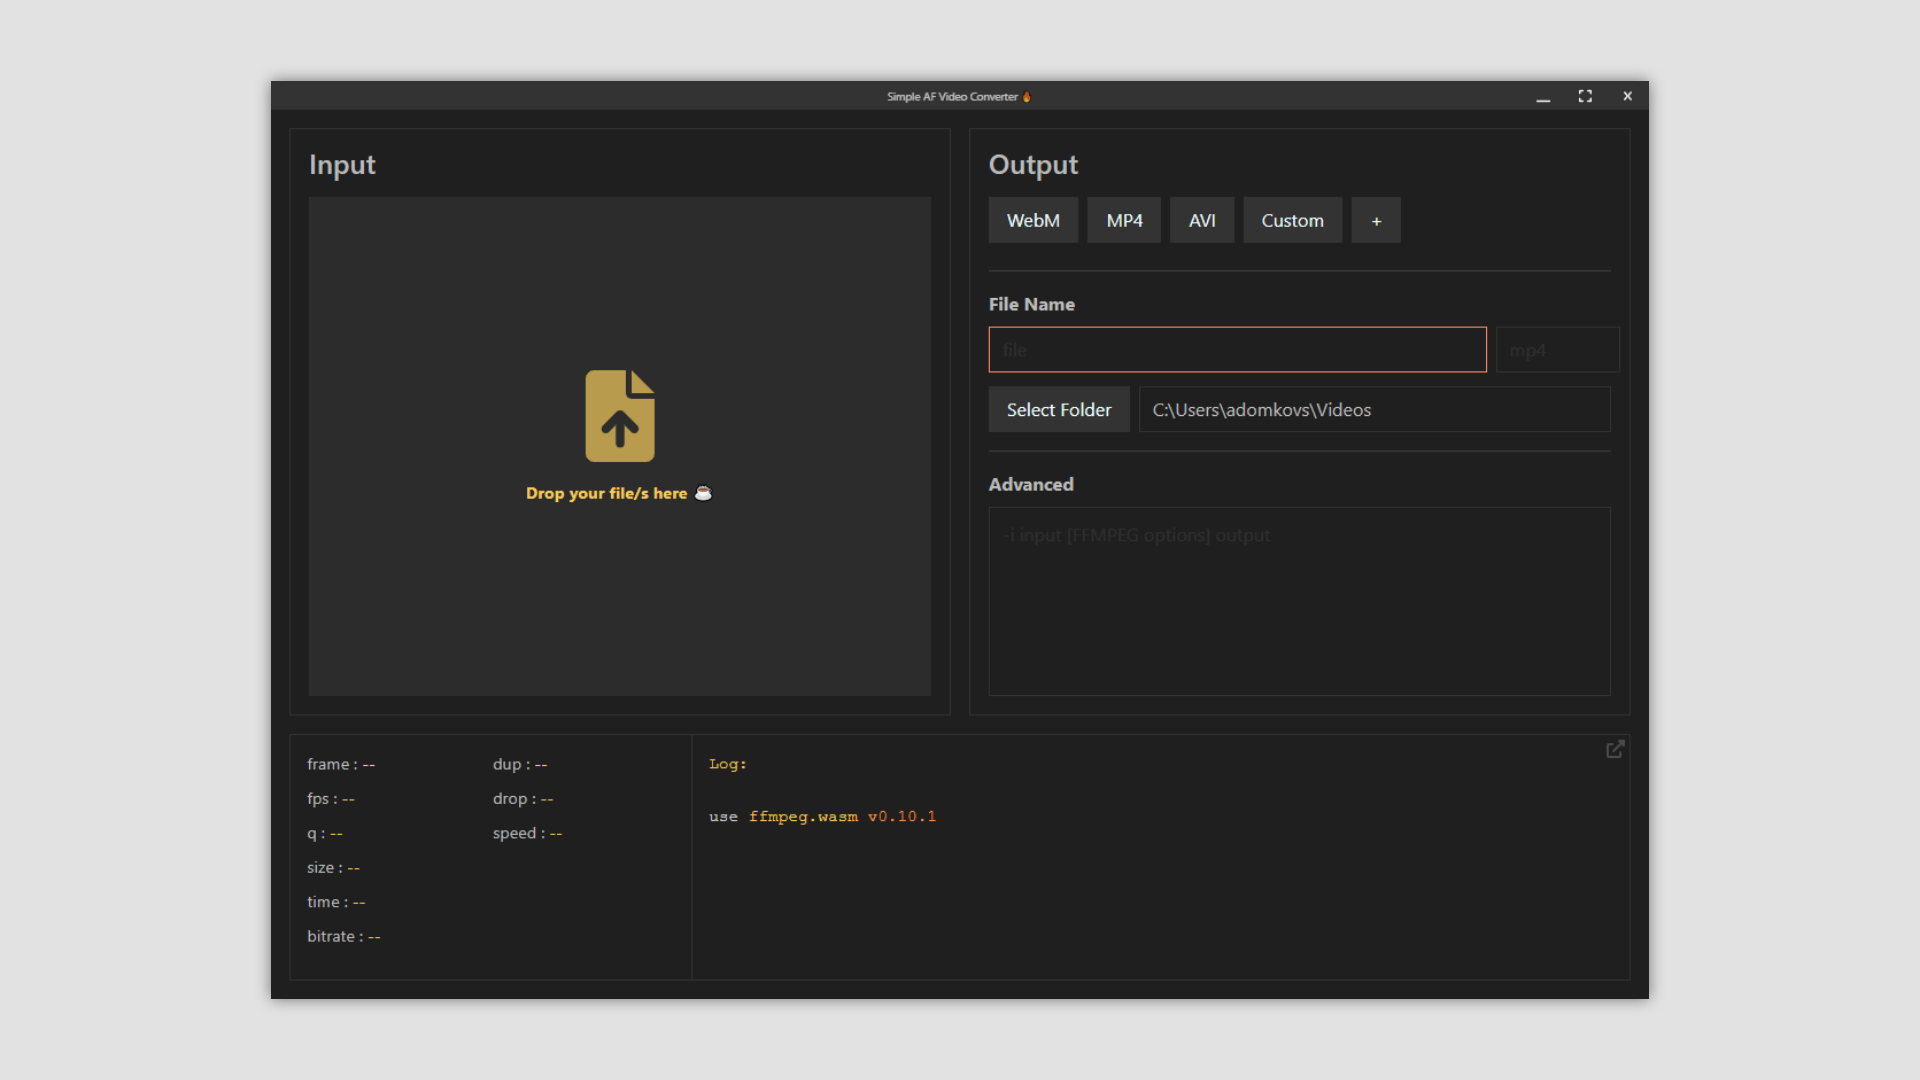 Simple AF Video Converter 🔥
Input
Drop your file/s here ☕
Output
WebM MP4 AVI Custom +
File Name
file mp4
Select Folder C:\Users\adomkovs\Videos
Advanced
-i input [FFMPEG options] output
frame : -- dup : --
fps : -- drop : --
q : -- speed : --
size : --
time : --
bitrate : --
Log:
use ffmpeg.wasm v0.10.1